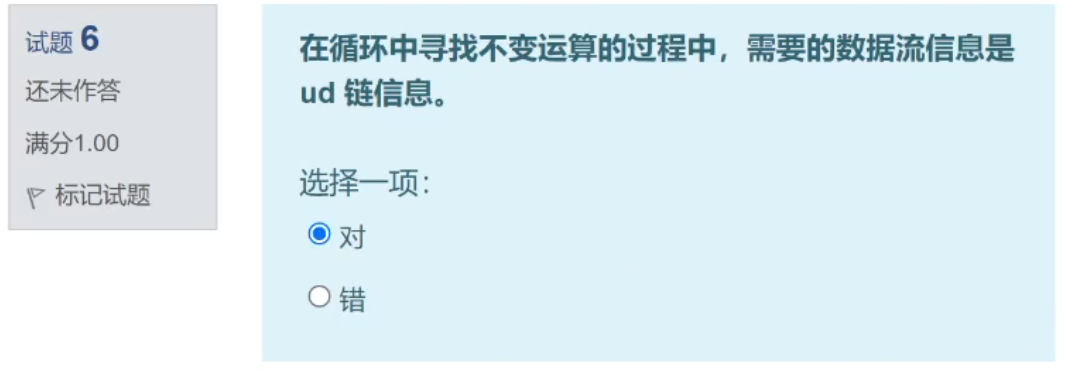 试题 6
还未作答
满分1.00
标记试题
在循环中寻找不变运算的过程中，需要的数据流信息是
ud 链信息。
选择一项：
对
错